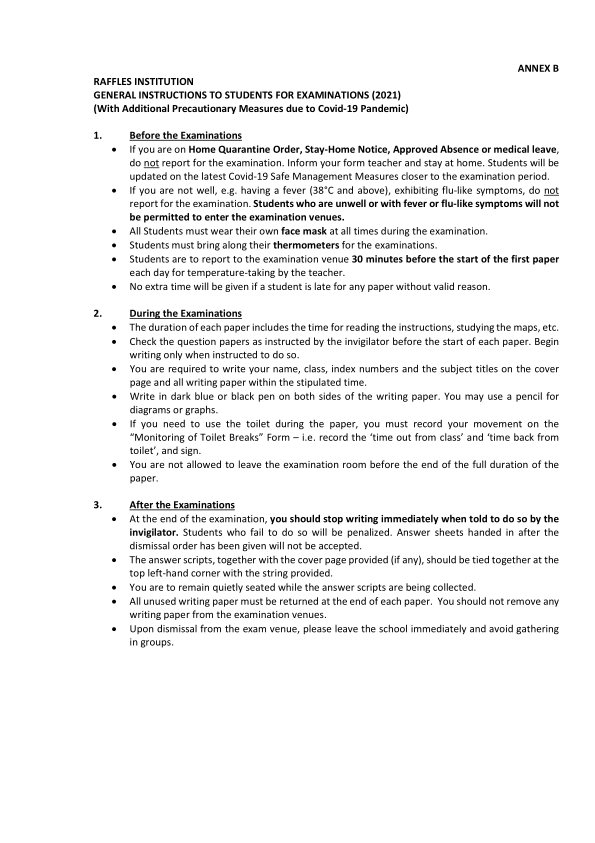 ANNEX B
RAFFLES INSTITUTION
GENERAL INSTRUCTIONS TO STUDENTS FOR EXAMINATIONS (2021)
(With Additional Precautionary Measures due to Covid-19 Pandemic)
1. Before the Examinations
• If you are on Home Quarantine Order, Stay-Home Notice, Approved Absence or medical leave,
do not report for the examination. Inform your form teacher and stay at home. Students will be
updated on the latest Covid-19 Safe Management Measures closer to the examination period.
• If you are not well, e.g. having a fever (38°C and above), exhibiting flu-like symptoms, do not
report for the examination. Students who are unwell or with fever or flu-like symptoms will not
be permitted to enter the examination venues.
• All Students must wear their own face mask at all times during the examination.
• Students must bring along their thermometers for the examinations.
• Students are to report to the examination venue 30 minutes before the start of the first paper
each day for temperature-taking by the teacher.
• No extra time will be given if a student is late for any paper without valid reason.
2. During the Examinations
• The duration of each paper includes the time for reading the instructions, studying the maps, etc.
• Check the question papers as instructed by the invigilator before the start of each paper. Begin
writing only when instructed to do so.
• You are required to write your name, class, index numbers and the subject titles on the cover
page and all writing paper within the stipulated time.
• Write in dark blue or black pen on both sides of the writing paper. You may use a pencil for
diagrams or graphs.
• If you need to use the toilet during the paper, you must record your movement on the
“Monitoring of Toilet Breaks” Form – i.e. record the ‘time out from class’ and ‘time back from
toilet’, and sign.
• You are not allowed to leave the examination room before the end of the full duration of the
paper.
3. After the Examinations
• At the end of the examination, you should stop writing immediately when told to do so by the
invigilator. Students who fail to do so will be penalized. Answer sheets handed in after the
dismissal order has been given will not be accepted.
• The answer scripts, together with the cover page provided (if any), should be tied together at the
top left-hand corner with the string provided.
• You are to remain quietly seated while the answer scripts are being collected.
• All unused writing paper must be returned at the end of each paper. You should not remove any
writing paper from the examination venues.
• Upon dismissal from the exam venue, please leave the school immediately and avoid gathering
in groups.